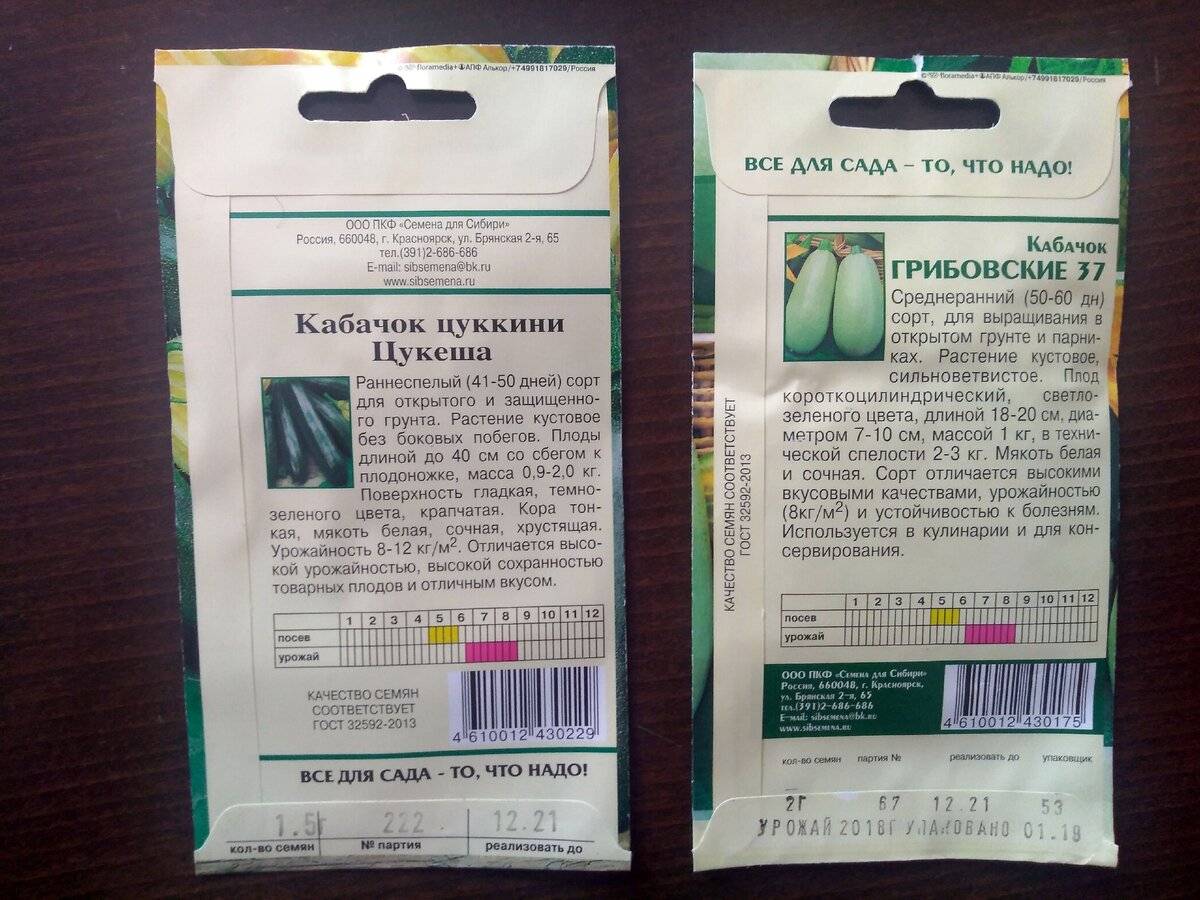 floramedia+АПФ Алькор/+74991817029/Россия
ООО ПКФ «Семена для Сибири»
Россия, 660048, г. Красноярск, ул. Брянская 2-я, 65
тел.(391)2-686-686
E-mail: sibsemena@bk.ru
www.sibsemena.ru
Кабачок цуккини
Цукеша
Раннеспелый (41-50 дней) сорт
для открытого и защищенно-
го грунта. Растение кустовое
без боковых побегов. Плоды
длиной до 40 см со сбегом к
плодоножке, масса 0,9-2,0 кг.
Поверхность гладкая, темно-
зеленого цвета, крапчатая. Кора тон-
кая, мякоть белая, сочная, хрустящая.
Урожайность 8-12 кг/м². Отличается высо-
кой урожайностью, высокой сохранностью
товарных плодов и отличным вкусом.
1 2 3 4 5 6 7 8 9 10 11 12
посев
урожай
КАЧЕСТВО СЕМЯН
СООТВЕТСТВУЕТ
ГОСТ 32592-2013
4 610012 430229
ВСЕ ДЛЯ САДА - ТО, ЧТО НАДО!
1.5г 222. 12.21
кол-во семян № партия реализовать до
floramedia+АПФ Алькор/+74991817029/Россия
ВСЕ ДЛЯ САДА – ТО, ЧТО НАДО!
Кабачок
ГРИБОВСКИЕ 37
Среднеранний (50-60 дн)
сорт, для выращивания в
открытом грунте и парни-
ках. Растение кустовое,
сильноветвистое. Плод
короткоцилиндрический, светло-
зеленого цвета, длиной 18-20 см, диа-
метром 7-10 см, массой 1 кг, в техни-
ческой спелости 2-3 кг. Мякоть белая
и сочная. Сорт отличается высокими
вкусовыми качествами, урожайностью
(8кг/м²) и устойчивостью к болезням.
Используется в кулинарии и для кон-
сервирования.
КАЧЕСТВО СЕМЯН СООТВЕТСТВУЕТ
ГОСТ 32592-2013
1 2 3 4 5 6 7 8 9 10 11 12
посев
урожай
ООО ПКФ «Семена для Сибири»
Россия, 660048, г. Красноярск,
ул. Брянская 2-я, 65
тел.(391)2-686-686
E-mail: sibsemena@bk.ru
www.sibsemena.ru
4 610012 430175
кол-во семян партия № реализовать до упаковщик
2г 67 12.21 53
УРОЖАЙ 2018Г УПАКОВАНО 01.19